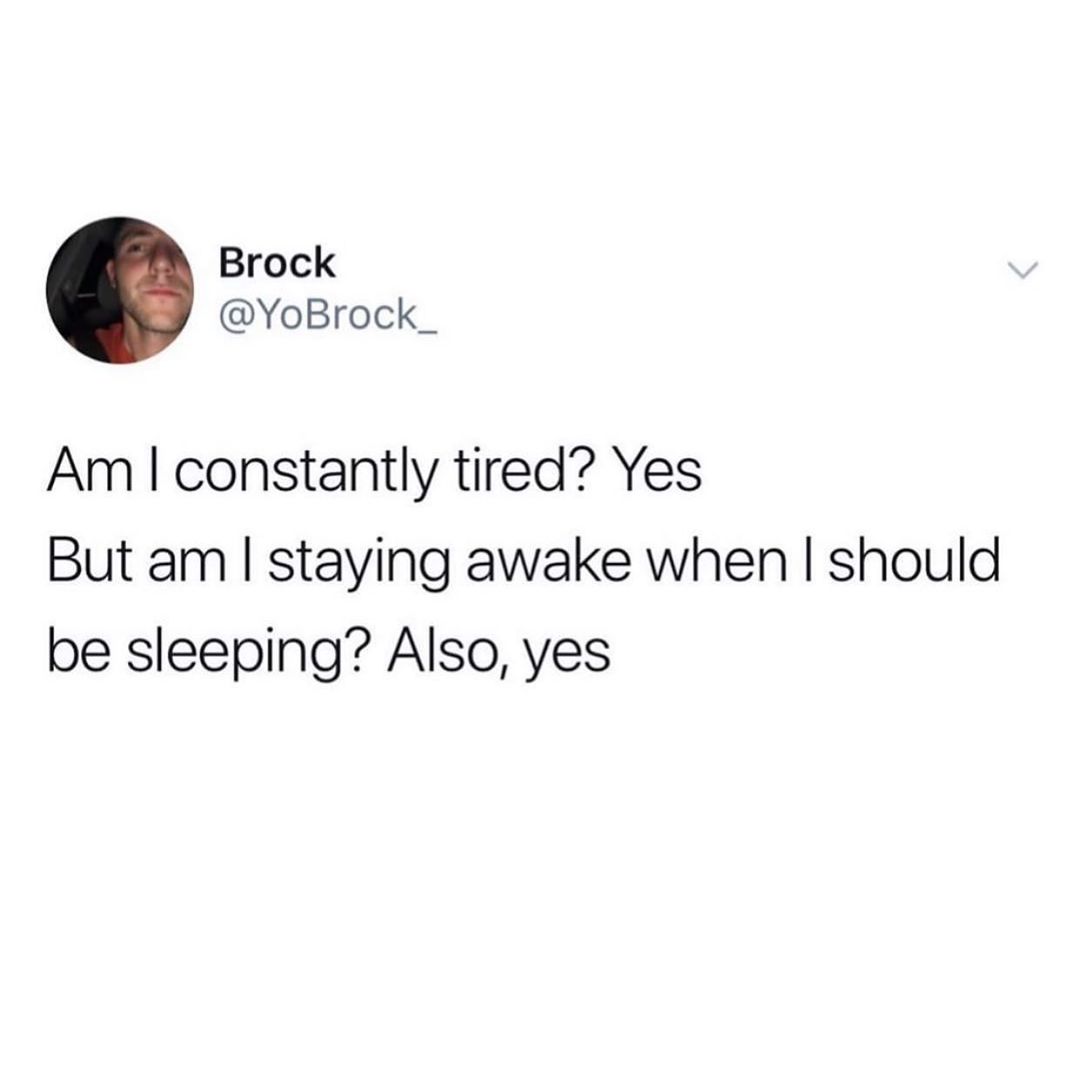 Brock
@YoBrock_
Am I constantly tired? Yes
But am I staying awake when I should
be sleeping? Also, yes